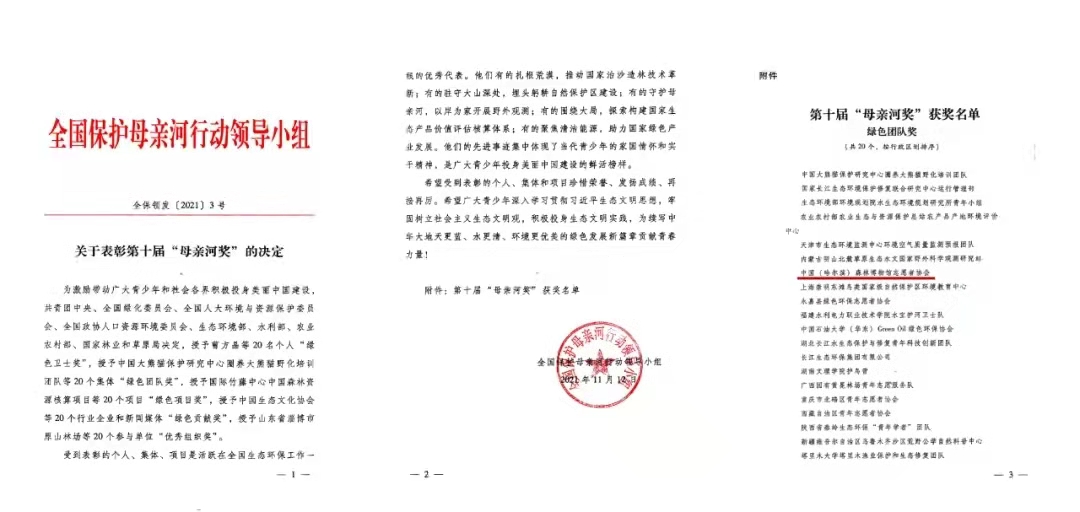 全国保护母亲河行动领导小组
全保领发〔2021〕3号
关于表彰第十届“母亲河奖”的决定
为激励带动广大青少年和社会各界积极投身美丽中国建设，
共青团中央、全国绿化委员会、全国人大环境与资源保护委员
会、全国政协人口资源环境委员会、生态环境部、水利部、农业
农村部、国家林业和草原局决定，授予前方晶等20名个人“绿
色卫士奖”，授予中国大熊猫保护研究中心圈养大熊猫野化培训
团队等20个集体“绿色团队奖”，授予国际竹藤中心中国森林资
源核算项目等20个项目“绿色项目奖”，授予中国生态文化协会
等20个行业企业和新闻媒体“绿色贡献奖”，授予山东省淄博市
原山林场等20个参与单位“优秀组织奖”。
受到表彰的个人、集体、项目是活跃在全国生态环保工作一
— 1 —
线的优秀代表。他们有的扎根荒漠，推动国家治沙造林技术革
新；有的驻守大山深处，埋头躬耕自然保护区建设；有的守护母
亲河，以岸为家开展野外观测；有的围绕大局，探索构建国家生
态产品价值评估核算体系；有的聚焦清洁能源，助力国家绿色产
业发展。他们的先进事迹集中体现了当代青年的家国情怀和实
干精神，是广大青少年投身美丽中国建设的鲜活榜样。
希望受到表彰的个人、集体和项目珍惜荣誉、发扬成绩、再
接再厉。希望广大青少年深入学习贯彻习近平生态文明思想，牢
固树立社会主义生态文明观，积极投身生态文明实践，为续写中
华大地天更蓝、水更清、环境更优美的绿色发展新篇章贡献青春
力量！
附件：第十届“母亲河奖”获奖名单
全国保护母亲河行动领导小组
2021年11月12日
— 2 —
附件
第十届“母亲河奖”获奖名单
绿色团队奖
（共20个，按行政区划排序）
中国大熊猫保护研究中心圈养大熊猫野化培训团队
国家长江生态环境保护修复联合研究中心运行管理部
生态环境部环境规划院水生态环境规划研究所青年小组
农业农村部农业生态与资源保护总站农产品产地环境评价
中心
天津市生态环境监测中心环境空气质量监测预报团队
内蒙古阴山北麓草原生态水文国家野外科学观测研究站
中国（哈尔滨）森林博物馆志愿者协会
上海崇明东滩鸟类国家级自然保护区环境教育中心
永嘉县绿色环保志愿者协会
福建水利电力职业技术学院水宝护河卫士队
中国石油大学（华东）Green Oil绿色环保协会
湖北长江水生态保护与修复青年科技创新团队
长江生态环保集团有限公司
湖南文理学院护鸟营
广西国有黄冕林场青年志愿服务队
重庆市北碚区青年志愿者协会
西藏自治区青年志愿者协会
陕西省秦岭生态环保“青年学者”团队
新疆维吾尔自治区乌鲁木齐沙区荒野公学自然科普中心
塔里木大学塔里木渔业保护和生态修复团队
— 3 —